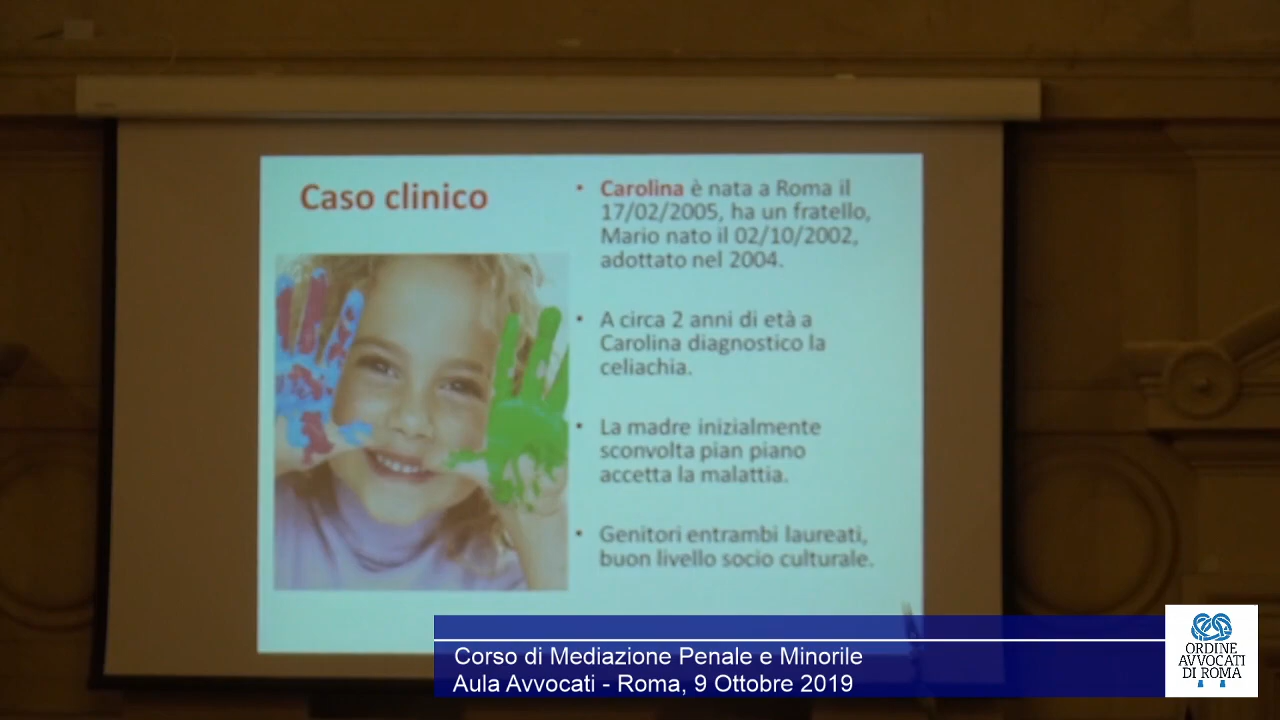 Caso clinico
• Carolina è nata a Roma il
17/02/2005, ha un fratello,
Mario nato il 02/10/2002,
adottato nel 2004.
• A circa 2 anni di età a
Carolina diagnostico la
celiachia.
• La madre inizialmente
sconvolta pian piano
accetta la malattia.
• Genitori entrambi laureati,
buon livello socio culturale.
Corso di Mediazione Penale e Minorile
Aula Avvocati - Roma, 9 Ottobre 2019
ORDINE
AVVOCATI
DI ROMA